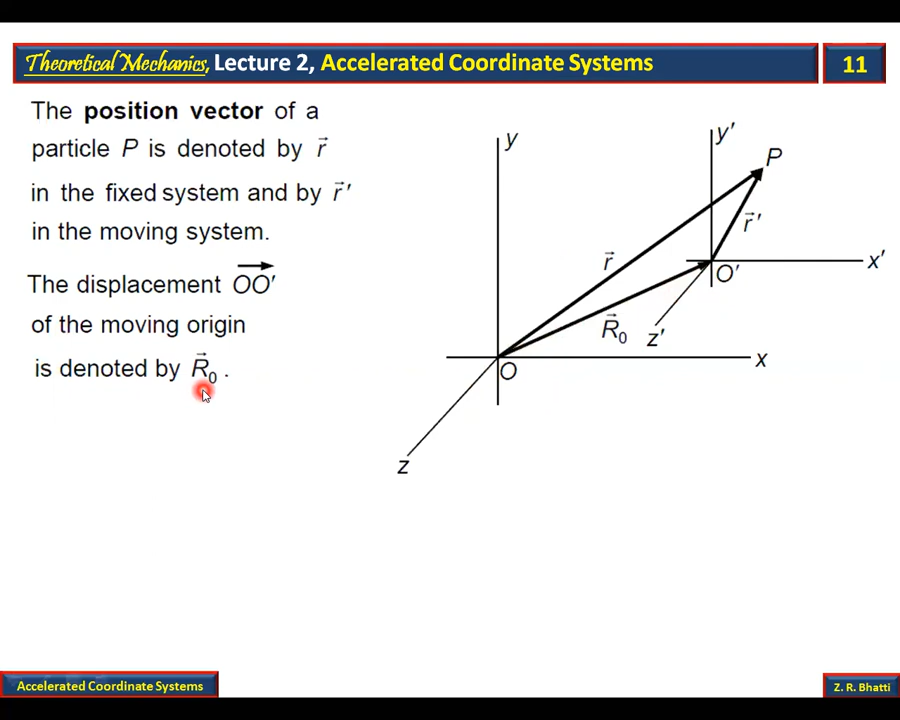 Theoretical Mechanics, Lecture 2, Accelerated Coordinate Systems
11
The position vector of a
particle P is denoted by r⃗
in the fixed system and by r⃗ ′
in the moving system.
The displacement OO′⃗
of the moving origin
is denoted by R⃗₀ .
y
y′
P
r⃗ ′
r⃗
x′
O′
R⃗₀
z′
x
O
z
Accelerated Coordinate Systems
Z. R. Bhatti